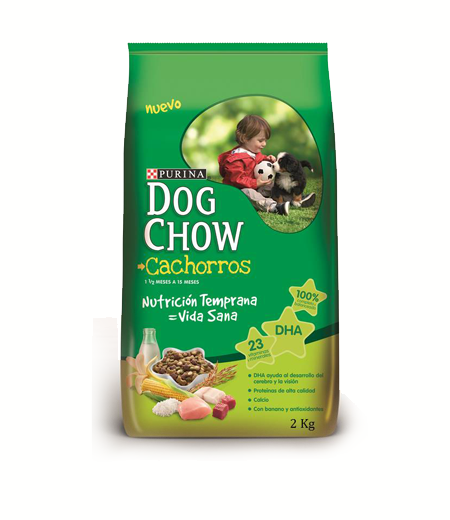 nuevo
PURINA
DOG
CHOW
Cachorros
1 1/2 MESES A 15 MESES
Nutrición Temprana
= Vida Sana
100%
DHA
23
• DHA ayuda al desarrollo del
cerebro y la visión
• Proteínas de alta calidad
• Calcio
• Con banano y antioxidantes
2 Kg